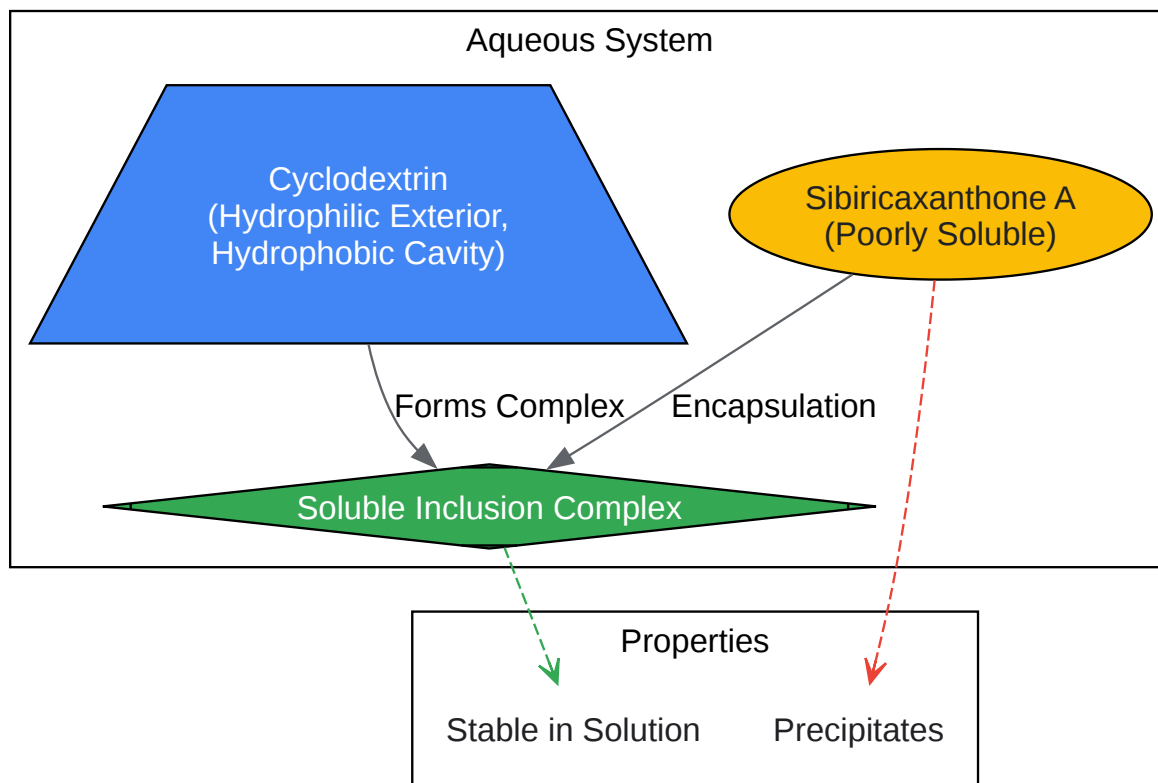 Aqueous System
Cyclodextrin
(Hydrophilic Exterior,
Hydrophobic Cavity)
Sibiricaxanthone A
(Poorly Soluble)
Forms Complex
Encapsulation
Soluble Inclusion Complex
Properties
Stable in Solution
Precipitates